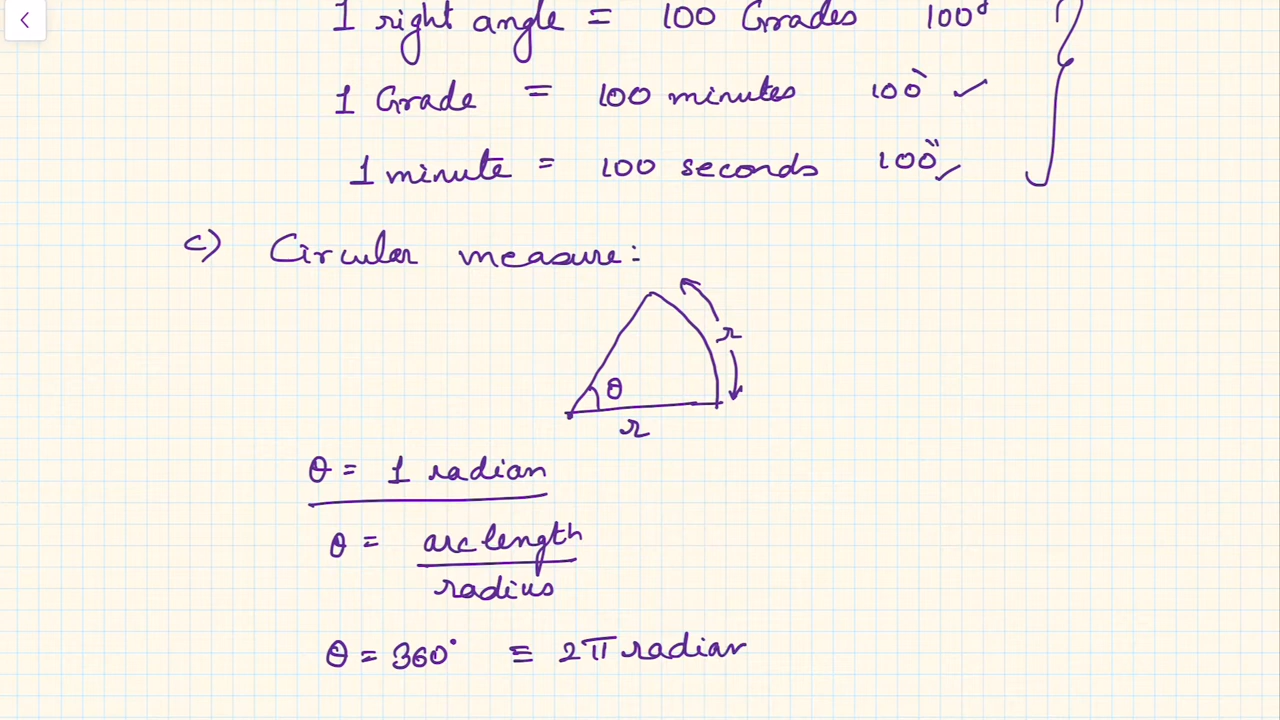 1 right angle = 100 Grades 100ᵍ
1 Grade = 100 minutes 100` ✓
1 minute = 100 seconds 100`` ✓
c) Circular measure:
r
θ
r
θ = 1 radian
θ = arc length
radius
θ = 360° ≡ 2π radian